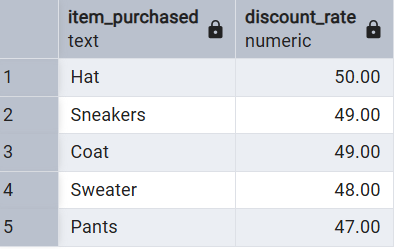 item_purchased discount_rate
text numeric
1 Hat 50.00
2 Sneakers 49.00
3 Coat 49.00
4 Sweater 48.00
5 Pants 47.00